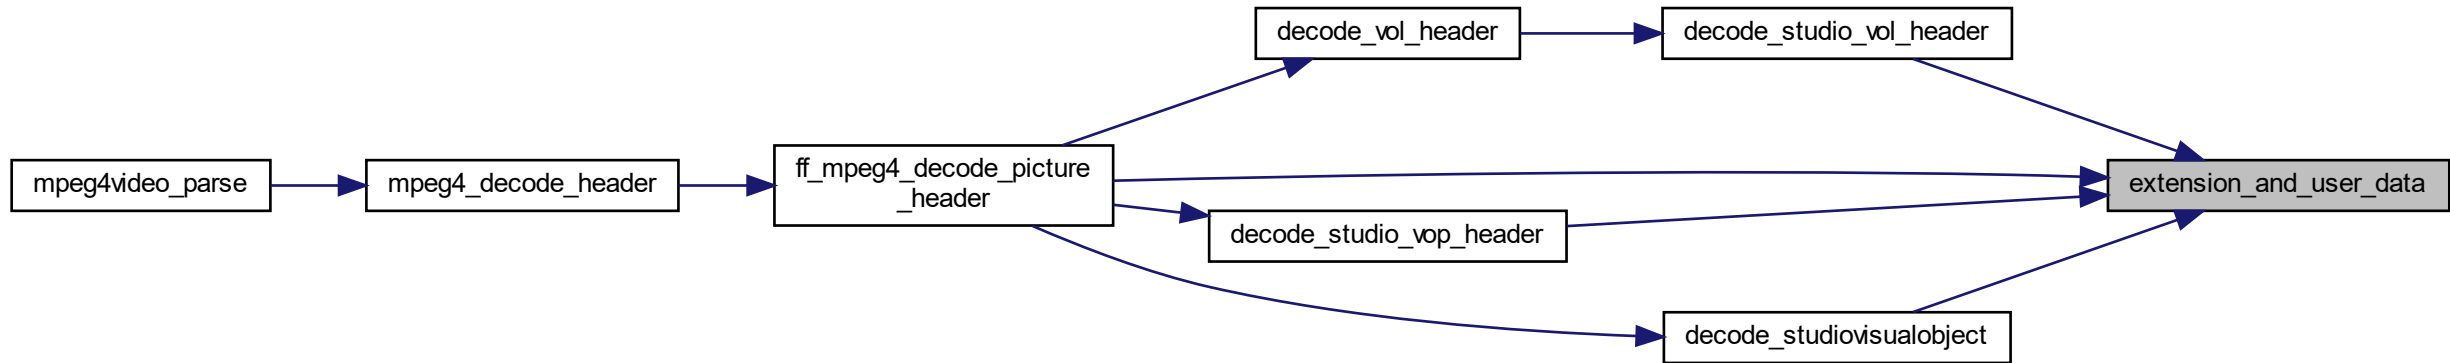 decode_vol_header
decode_studio_vol_header
mpeg4video_parse
mpeg4_decode_header
ff_mpeg4_decode_picture
_header
extension_and_user_data
decode_studio_vop_header
decode_studiovisualobject